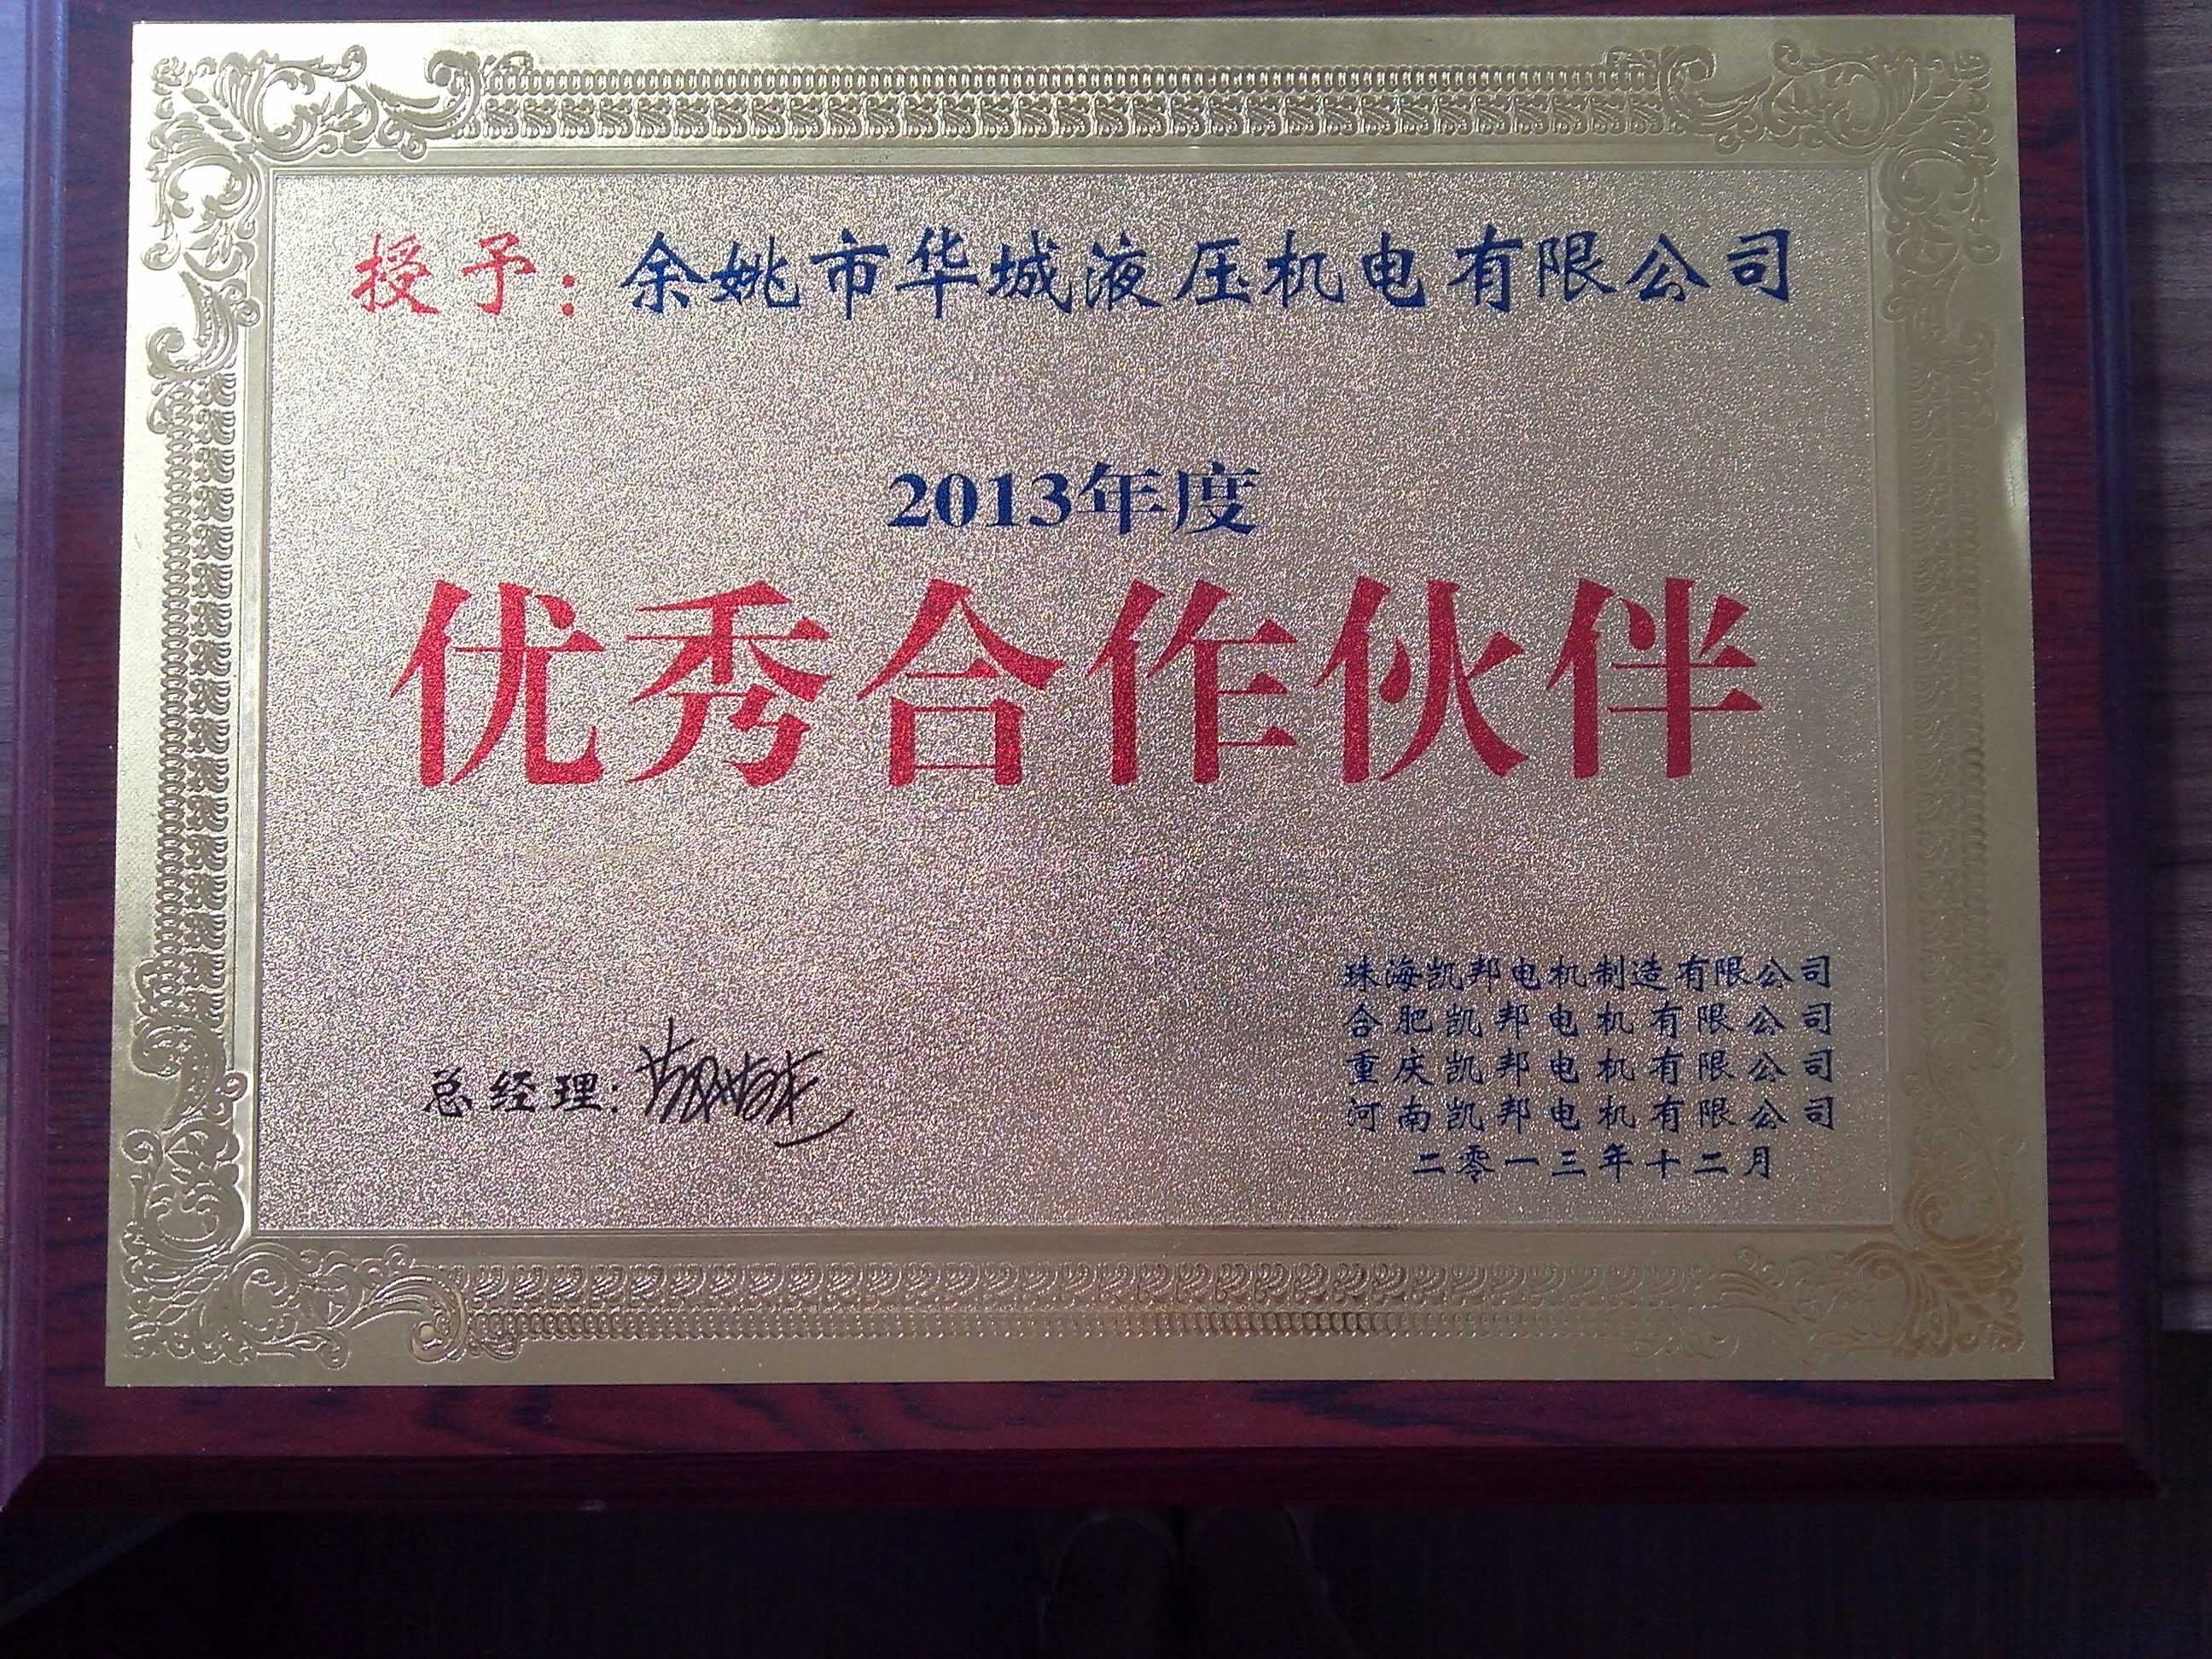 授予：余姚市华城液压机电有限公司
2013年度
优秀合作伙伴
珠海凯邦电机制造有限公司
合肥凯邦电机有限公司
重庆凯邦电机有限公司
河南凯邦电机有限公司
总经理：
二零一三年十二月